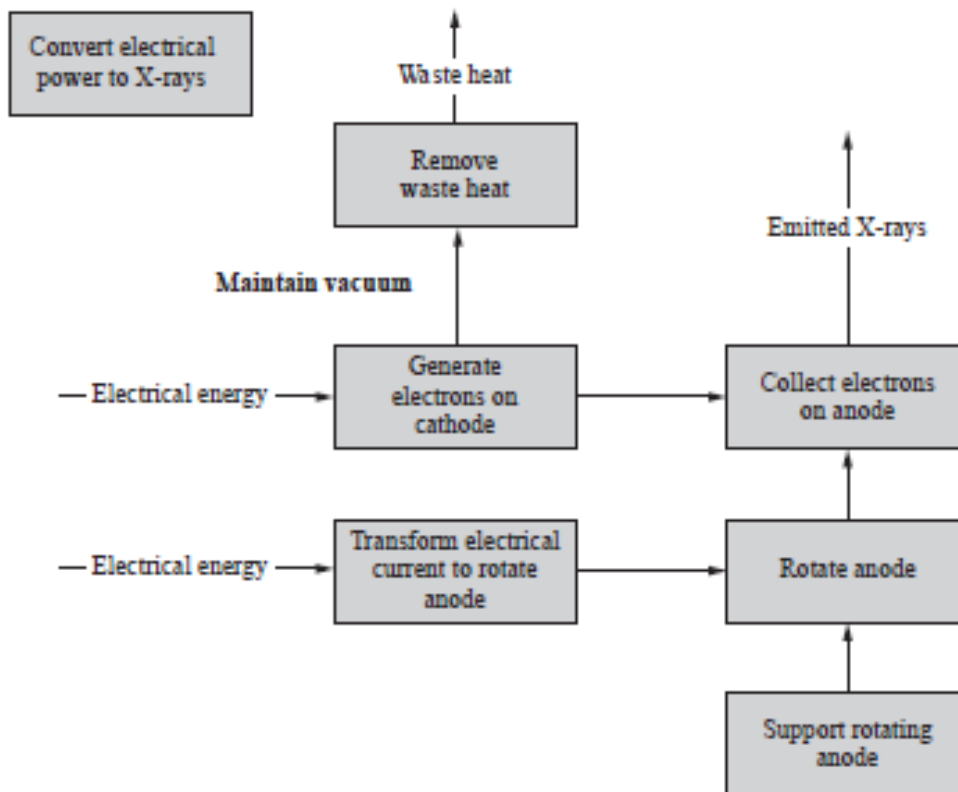 Convert electrical
power to X-rays
Waste heat
Remove
waste heat
Emitted X-rays
Maintain vacuum
Electrical energy
Generate
electrons on
cathode
Collect electrons
on anode
Electrical energy
Transform electrical
current to rotate
anode
Rotate anode
Support rotating
anode